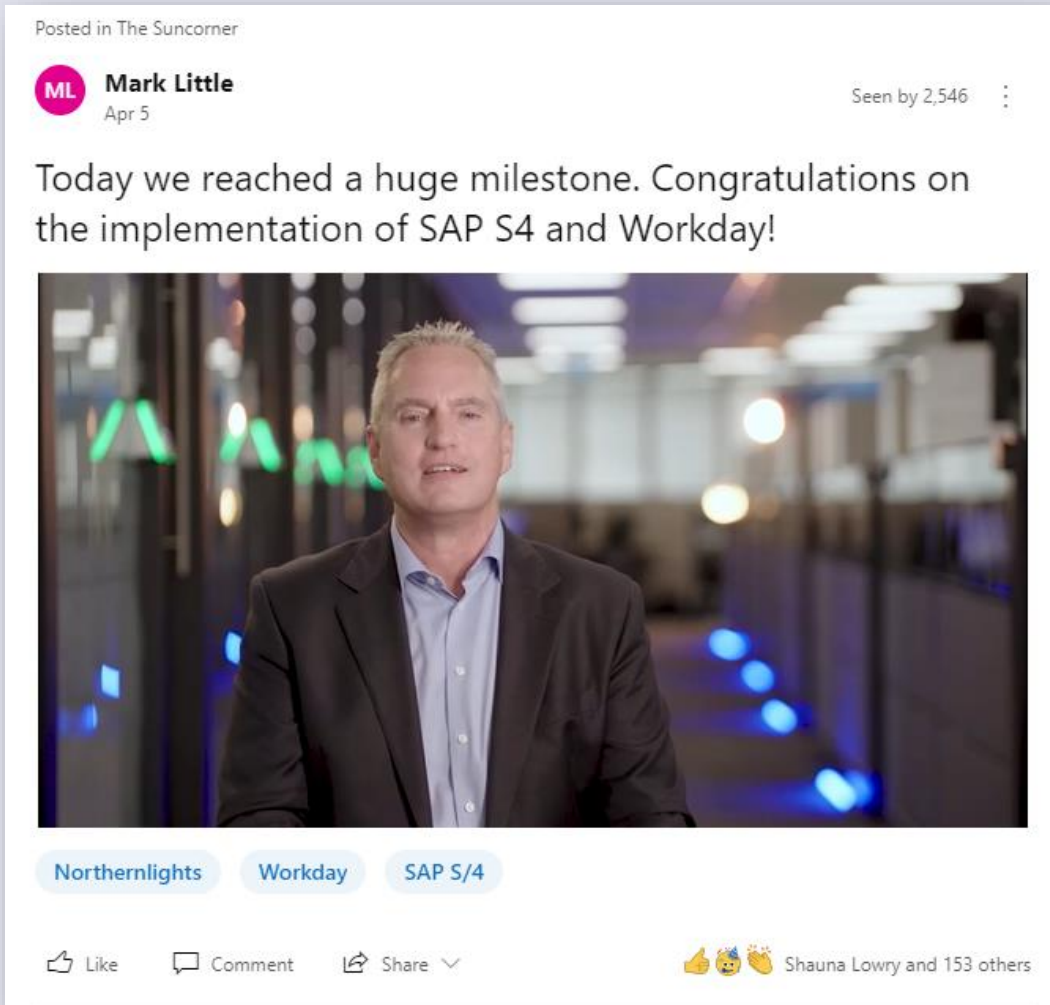 Posted in The Suncorner
ML
Mark Little
Apr 5
Seen by 2,546
Today we reached a huge milestone. Congratulations on
the implementation of SAP S4 and Workday!
Northernlights
Workday
SAP S/4
Like
Comment
Share
Shauna Lowry and 153 others